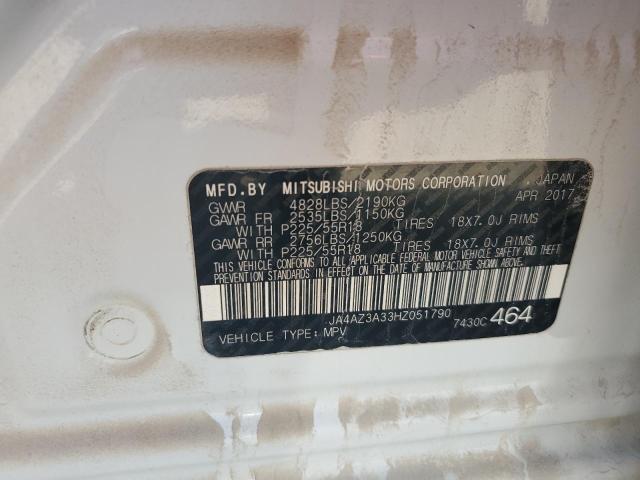 MFD.BY MITSUBISHI MOTORS CORPORATION , JAPAN
GVWR 4828LBS/2190KG APR 2017
GAWR FR 2535LBS/1150KG
WITH P225/55R18 TIRES 18X7.0J RIMS
GAWR RR 2756LBS/1250KG
WITH P225/55R18 TIRES 18X7.0J RIMS
THIS VEHICLE CONFORMS TO ALL APPLICABLE FEDERAL MOTOR VEHICLE SAFETY, BUMPER, AND THEFT
PREVENTION STANDARDS IN EFFECT ON THE DATE OF MANUFACTURE SHOWN ABOVE.
JA4AZ3A33HZ051790
VEHICLE TYPE: MPV 7430C 464